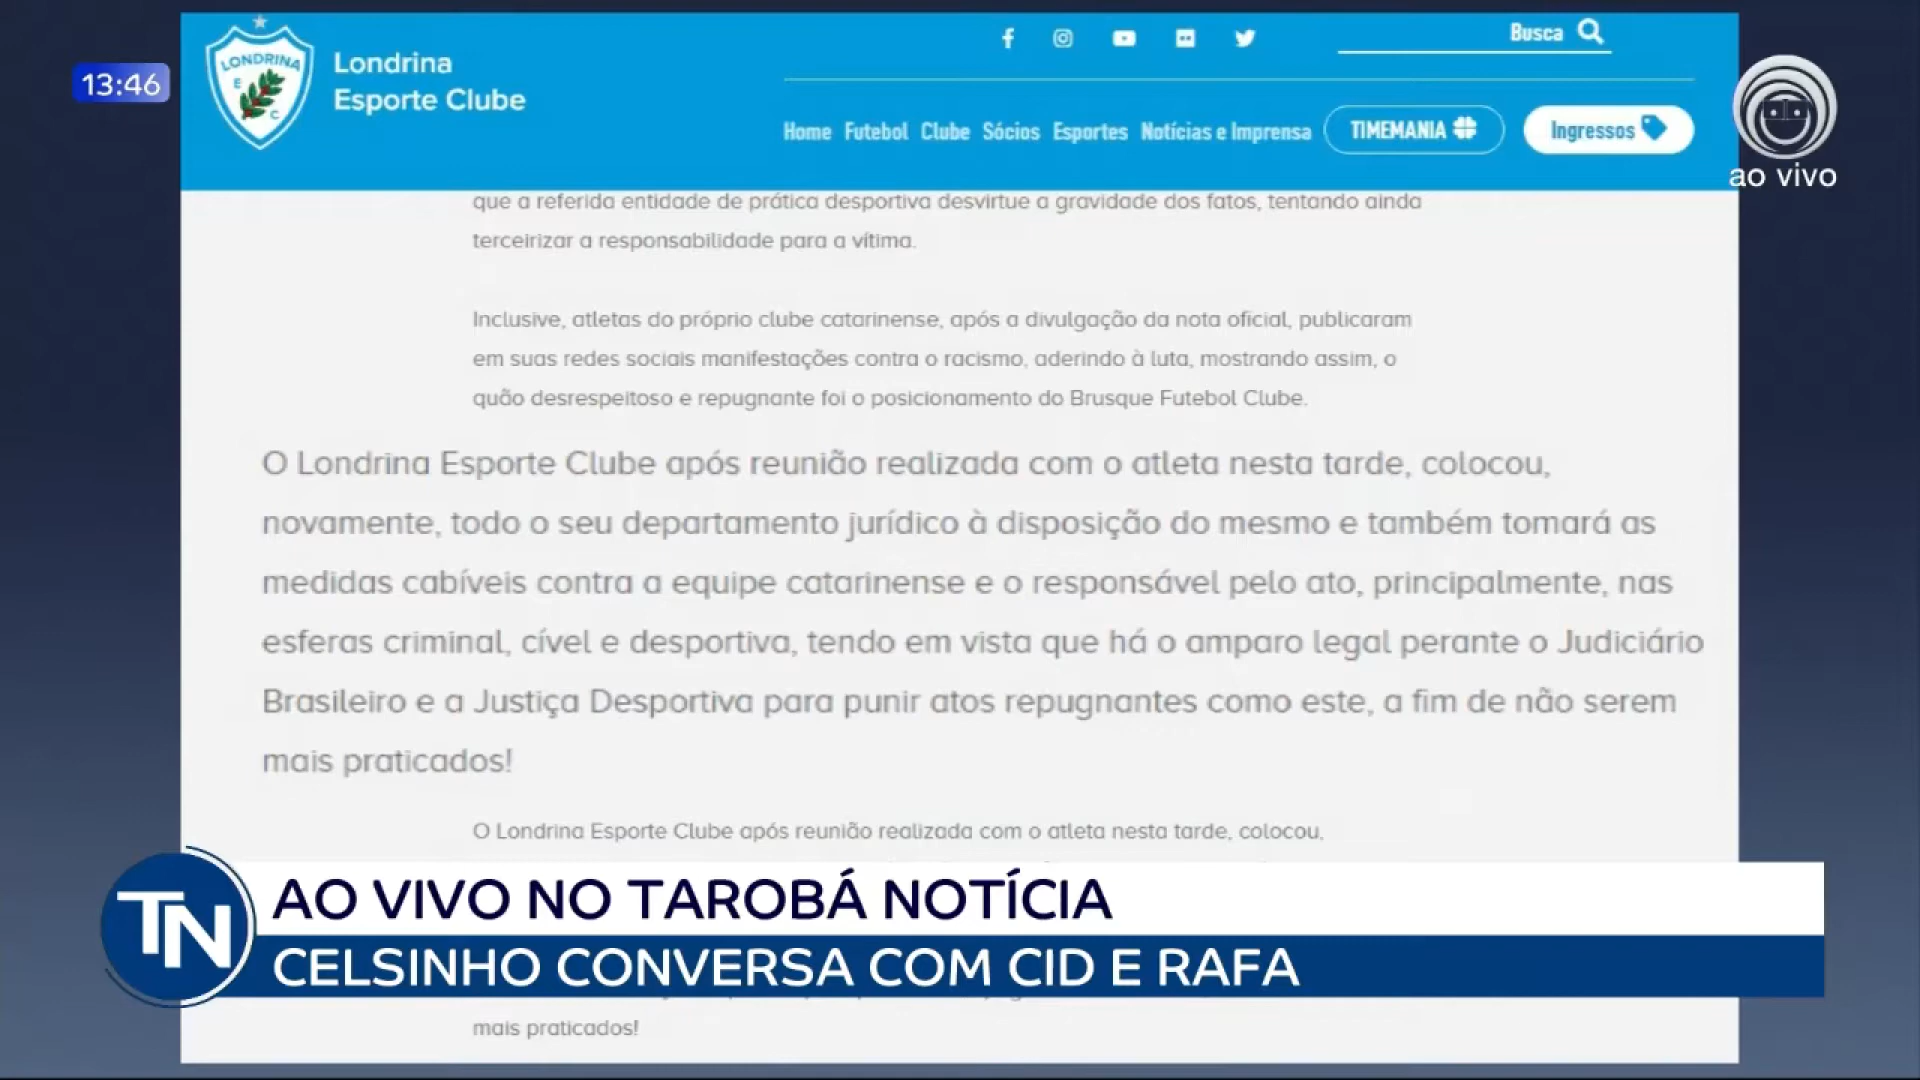 13:46
LONDRINA
E
C
Londrina
Esporte Clube
Busca
Home Futebol Clube Sócios Esportes Notícias e Imprensa TIMEMANIA Ingressos
ao vivo
que a referida entidade de prática desportiva desvirtue a gravidade dos fatos, tentando ainda
terceirizar a responsabilidade para a vítima.
Inclusive, atletas do próprio clube catarinense, após a divulgação da nota oficial, publicaram
em suas redes sociais manifestações contra o racismo, aderindo à luta, mostrando assim, o
quão desrespeitoso e repugnante foi o posicionamento do Brusque Futebol Clube.
O Londrina Esporte Clube após reunião realizada com o atleta nesta tarde, colocou,
novamente, todo o seu departamento jurídico à disposição do mesmo e também tomará as
medidas cabíveis contra a equipe catarinense e o responsável pelo ato, principalmente, nas
esferas criminal, cível e desportiva, tendo em vista que há o amparo legal perante o Judiciário
Brasileiro e a Justiça Desportiva para punir atos repugnantes como este, a fim de não serem
mais praticados!
O Londrina Esporte Clube após reunião realizada com o atleta nesta tarde, colocou,
TN
AO VIVO NO TAROBÁ NOTÍCIA
CELSINHO CONVERSA COM CID E RAFA
mais praticados!